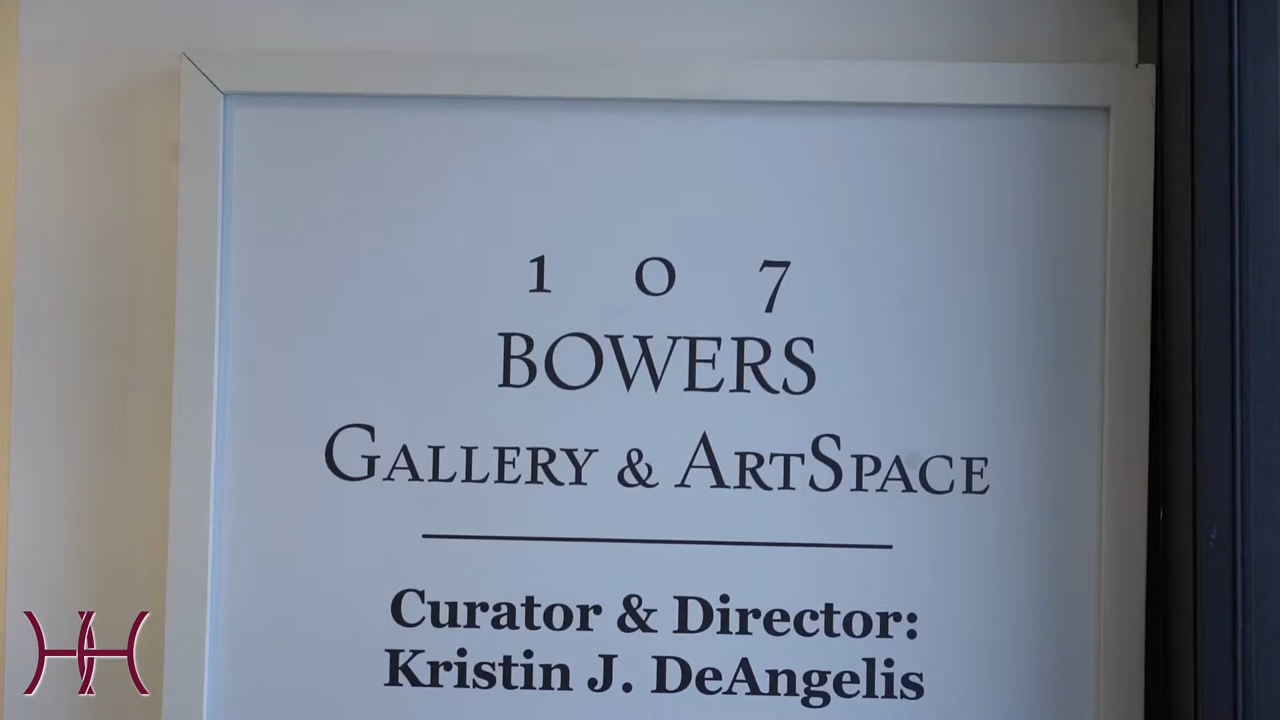 1 0 7
BOWERS
GALLERY & ARTSPACE
Curator & Director:
Kristin J. DeAngelis